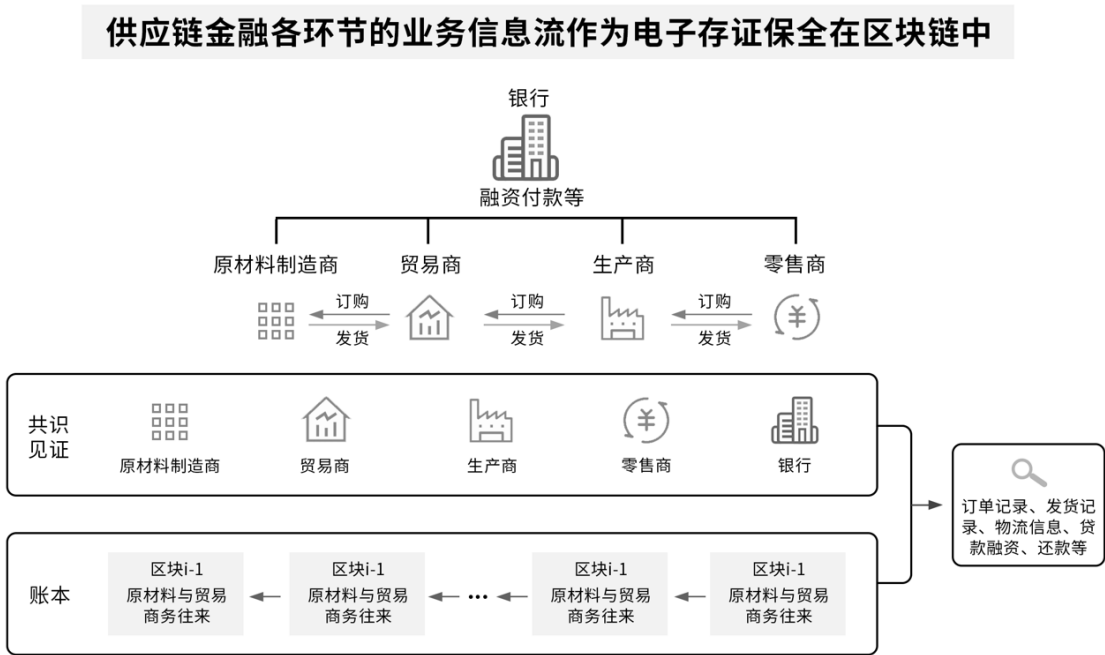 供应链金融各环节的业务信息流作为电子存证保全在区块链中
银行
融资付款等
原材料制造商
贸易商
生产商
零售商
订购
订购
订购
发货
发货
发货
共识
见证
原材料制造商
贸易商
生产商
零售商
银行
订单记录、发货记
录、物流信息、贷
款融资、还款等
账本
区块i-1
原材料与贸易
商务往来
区块i-1
原材料与贸易
商务往来
...
区块i-1
原材料与贸易
商务往来
区块i-1
原材料与贸易
商务往来